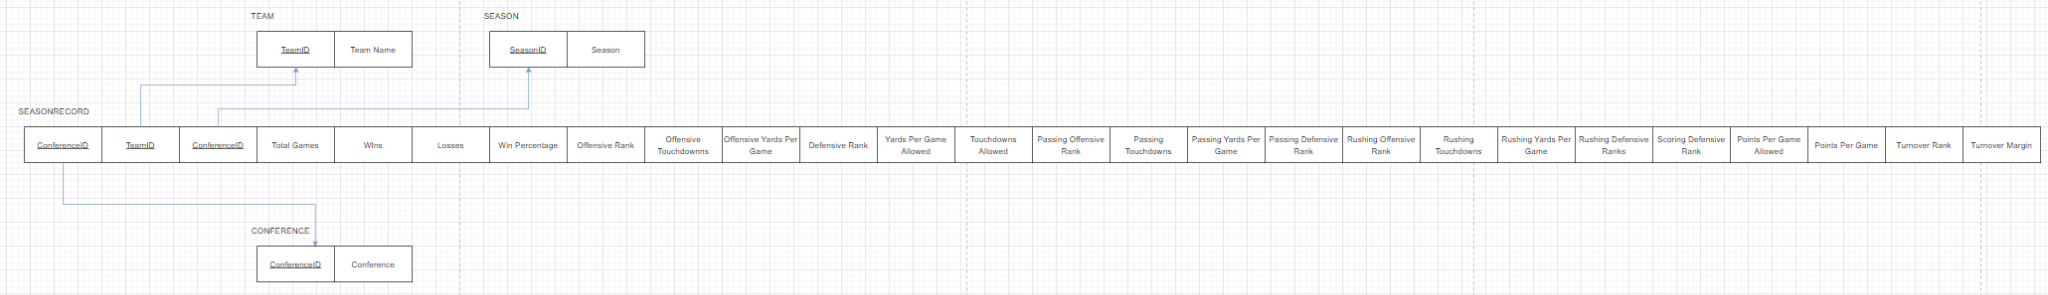 TEAM
SEASON
TeamID
Team Name
SeasonID
Season
SEASONRECORD
ConferenceID
TeamID
ConferenceID
Total Games
WIns
Losses
Win Percentage
Offensive Rank
Offensive
Touchdownns
Offensive Yards Per
Game
Defensive Rank
Yards Per Game
Allowed
Touchdowns
Allowed
Passing Offensive
Rank
Passing
Touchdowns
Passing Yards Per
Game
Passing Defensive
Rank
Rushing Offensive
Rank
Rushing
Touchdowns
Rushing Yards Per
Game
Rushing Defensive
Ranks
Scoring Defensive
Rank
Points Per Game
Allowed
Points Per Game
Turnover Rank
Turnover Margin
CONFERENCE
ConferenceID
Conference